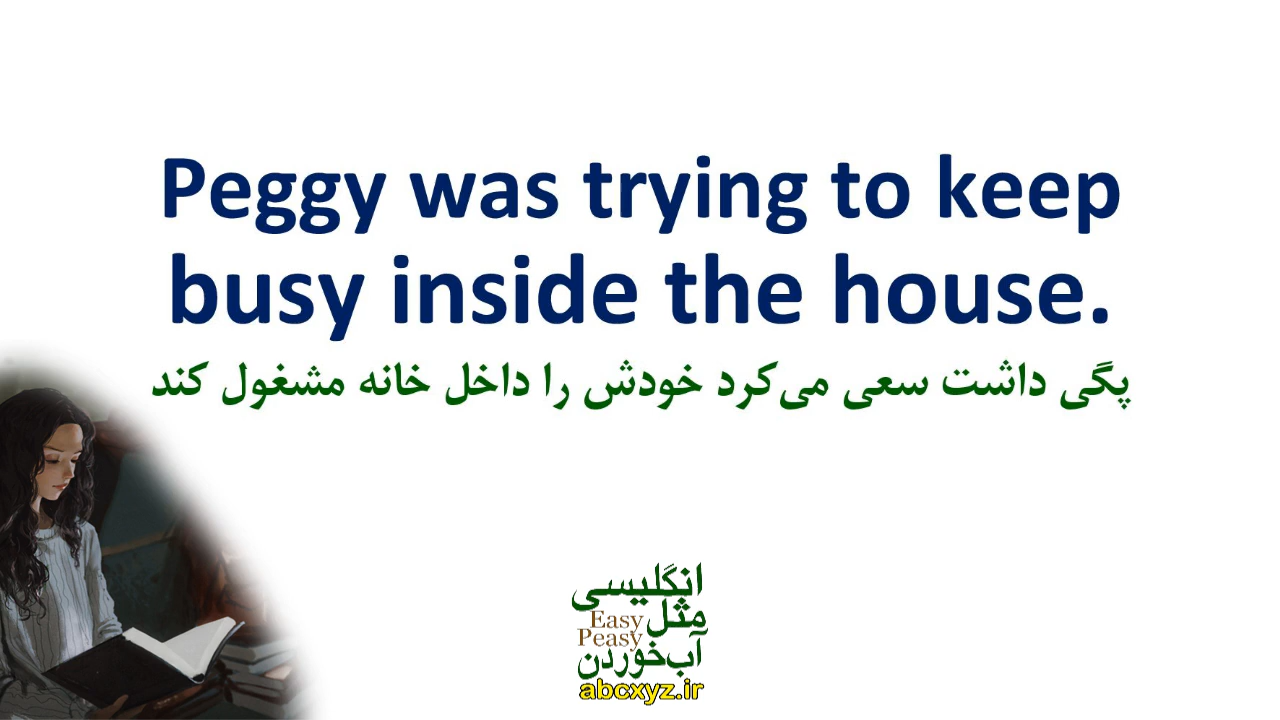 Peggy was trying to keep
busy inside the house.
پگی داشت سعی می‌کرد خودش را داخل خانه مشغول کند
انگلیسی
مثل
Easy
Peasy
آب‌خوردن
abcxyz.ir